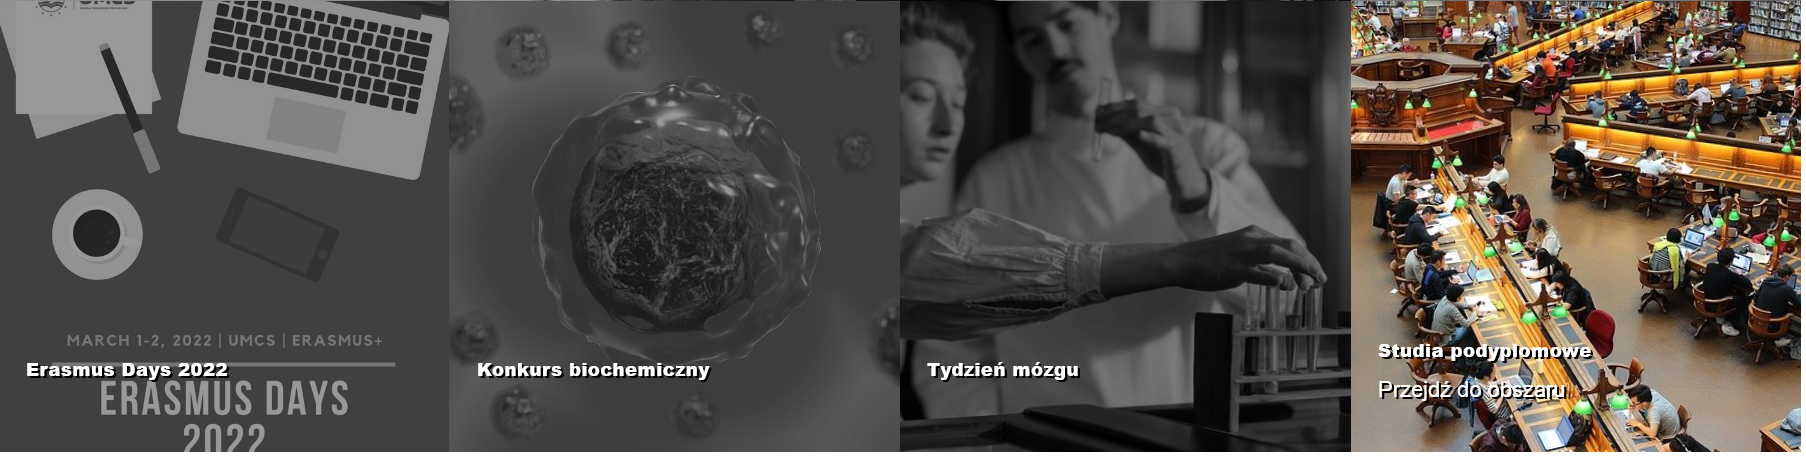 UMCS
MARCH 1-2, 2022 | UMCS | ERASMUS+
Erasmus Days 2022
ERASMUS DAYS
2022
Konkurs biochemiczny
Tydzień mózgu
Studia podyplomowe
Przejdź do obszaru